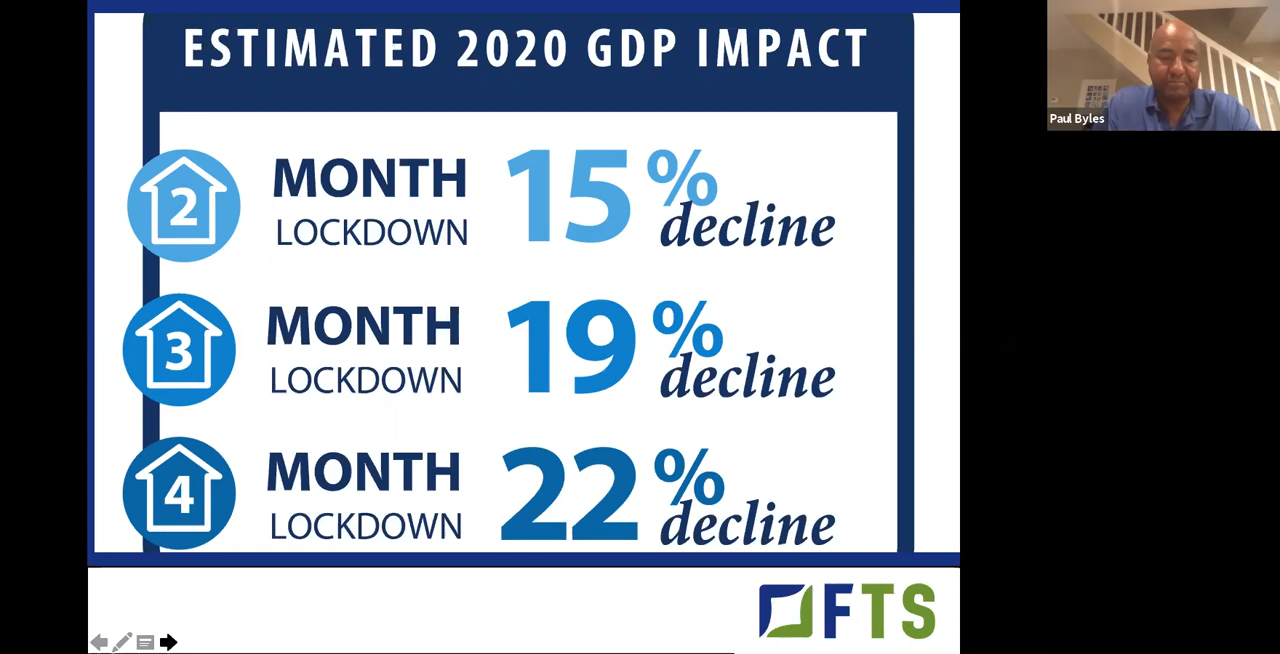 ESTIMATED 2020 GDP IMPACT
2 MONTH 15%
LOCKDOWN decline
3 MONTH 19%
LOCKDOWN decline
4 MONTH 22%
LOCKDOWN decline
FTS
Paul Byles